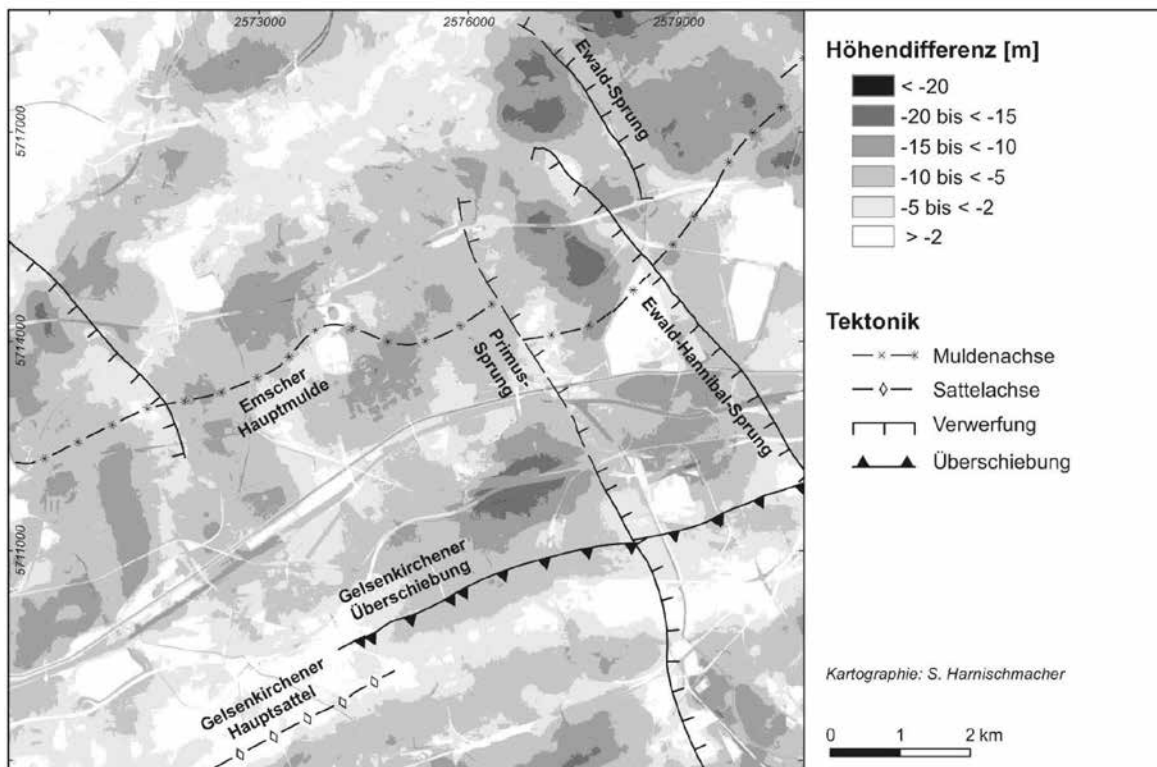 2573000
2576000
2579000
5717000
5714000
5711000
Ewald-Sprung
Emscher
Hauptmulde
Primus-
Sprung
Ewald-Hannibal-Sprung
Gelsenkirchener
Überschiebung
Gelsenkirchener
Hauptsattel
Höhendifferenz [m]
< -20
-20 bis < -15
-15 bis < -10
-10 bis < -5
-5 bis < -2
> -2
Tektonik
Muldenachse
Sattelachse
Verwerfung
Überschiebung
Kartographie: S. Harnischmacher
0 1 2 km